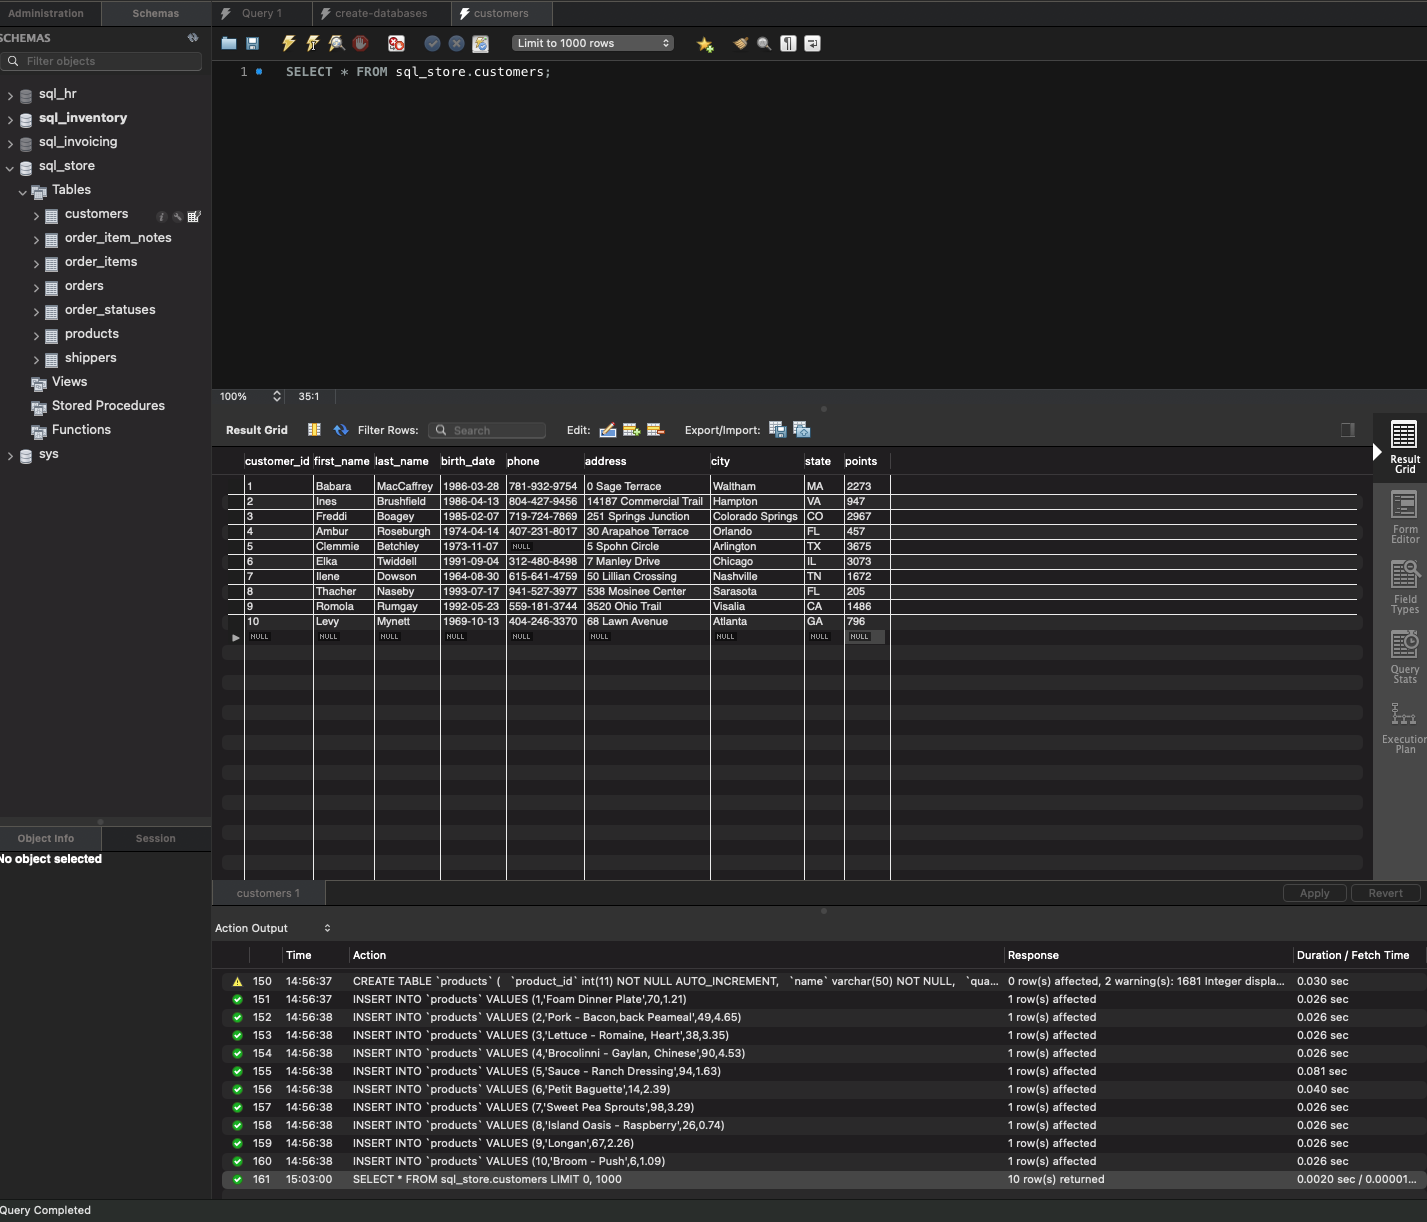 Administration Schemas Query 1 create-databases customers
SCHEMAS
Limit to 1000 rows
Filter objects
1 SELECT * FROM sql_store.customers;
sql_hr
sql_inventory
sql_invoicing
sql_store
Tables
customers
order_item_notes
order_items
orders
order_statuses
products
shippers
Views
Stored Procedures
Functions
sys
100% 35:1
Result Grid Filter Rows: Search Edit: Export/Import:
customer_id first_name last_name birth_date phone address city state points
1 Babara MacCaffrey 1986-03-28 781-932-9754 0 Sage Terrace Waltham MA 2273
2 Ines Brushfield 1986-04-13 804-427-9456 14187 Commercial Trail Hampton VA 947
3 Freddi Boagey 1985-02-07 719-724-7869 251 Springs Junction Colorado Springs CO 2967
4 Ambur Roseburgh 1974-04-14 407-231-8017 30 Arapahoe Terrace Orlando FL 457
5 Clemmie Betchley 1973-11-07 NULL 5 Spohn Circle Arlington TX 3675
6 Elka Twiddell 1991-09-04 312-480-8498 7 Manley Drive Chicago IL 3073
7 Ilene Dowson 1964-08-30 615-641-4759 50 Lillian Crossing Nashville TN 1672
8 Thacher Naseby 1993-07-17 941-527-3977 538 Mosinee Center Sarasota FL 205
9 Romola Rumgay 1992-05-23 559-181-3744 3520 Ohio Trail Visalia CA 1486
10 Levy Mynett 1969-10-13 404-246-3370 68 Lawn Avenue Atlanta GA 796
NULL NULL NULL NULL NULL NULL NULL NULL NULL
Result
Grid
Form
Editor
Field
Types
Query
Stats
Execution
Plan
Object Info Session
No object selected
customers 1 Apply Revert
Action Output
Time Action Response Duration / Fetch Time
150 14:56:37 CREATE TABLE `products` ( `product_id` int(11) NOT NULL AUTO_INCREMENT, `name` varchar(50) NOT NULL, `qua... 0 row(s) affected, 2 warning(s): 1681 Integer displa... 0.030 sec
151 14:56:37 INSERT INTO `products` VALUES (1,'Foam Dinner Plate',70,1.21) 1 row(s) affected 0.026 sec
152 14:56:38 INSERT INTO `products` VALUES (2,'Pork - Bacon,back Peameal',49,4.65) 1 row(s) affected 0.026 sec
153 14:56:38 INSERT INTO `products` VALUES (3,'Lettuce - Romaine, Heart',38,3.35) 1 row(s) affected 0.026 sec
154 14:56:38 INSERT INTO `products` VALUES (4,'Brocolinni - Gaylan, Chinese',90,4.53) 1 row(s) affected 0.026 sec
155 14:56:38 INSERT INTO `products` VALUES (5,'Sauce - Ranch Dressing',94,1.63) 1 row(s) affected 0.081 sec
156 14:56:38 INSERT INTO `products` VALUES (6,'Petit Baguette',14,2.39) 1 row(s) affected 0.040 sec
157 14:56:38 INSERT INTO `products` VALUES (7,'Sweet Pea Sprouts',98,3.29) 1 row(s) affected 0.026 sec
158 14:56:38 INSERT INTO `products` VALUES (8,'Island Oasis - Raspberry',26,0.74) 1 row(s) affected 0.026 sec
159 14:56:38 INSERT INTO `products` VALUES (9,'Longan',67,2.26) 1 row(s) affected 0.026 sec
160 14:56:38 INSERT INTO `products` VALUES (10,'Broom - Push',6,1.09) 1 row(s) affected 0.026 sec
161 15:03:00 SELECT * FROM sql_store.customers LIMIT 0, 1000 10 row(s) returned 0.0020 sec / 0.00001...
Query Completed